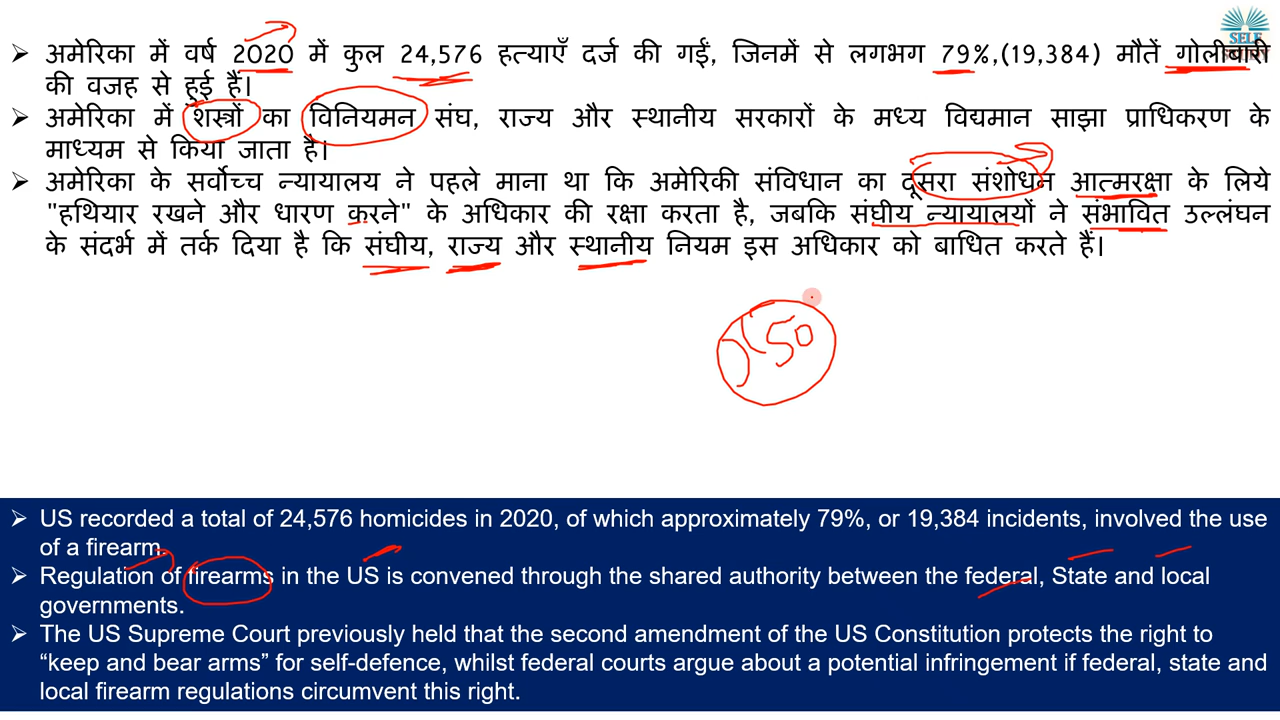 SELF
➢ अमेरिका में वर्ष 2020 में कुल 24,576 हत्याएँ दर्ज की गईं, जिनमें से लगभग 79%,(19,384) मौतें गोलीबारी
की वजह से हुई हैं।
➢ अमेरिका में शस्त्रों का विनियमन संघ, राज्य और स्थानीय सरकारों के मध्य विद्यमान साझा प्राधिकरण के
माध्यम से किया जाता है।
➢ अमेरिका के सर्वोच्च न्यायालय ने पहले माना था कि अमेरिकी संविधान का दूसरा संशोधन आत्मरक्षा के लिये
"हथियार रखने और धारण करने" के अधिकार की रक्षा करता है, जबकि संघीय न्यायालयों ने संभावित उल्लंघन
के संदर्भ में तर्क दिया है कि संघीय, राज्य और स्थानीय नियम इस अधिकार को बाधित करते हैं।
50
➢ US recorded a total of 24,576 homicides in 2020, of which approximately 79%, or 19,384 incidents, involved the use
of a firearm.
➢ Regulation of firearms in the US is convened through the shared authority between the federal, State and local
governments.
➢ The US Supreme Court previously held that the second amendment of the US Constitution protects the right to
“keep and bear arms” for self-defence, whilst federal courts argue about a potential infringement if federal, state and
local firearm regulations circumvent this right.